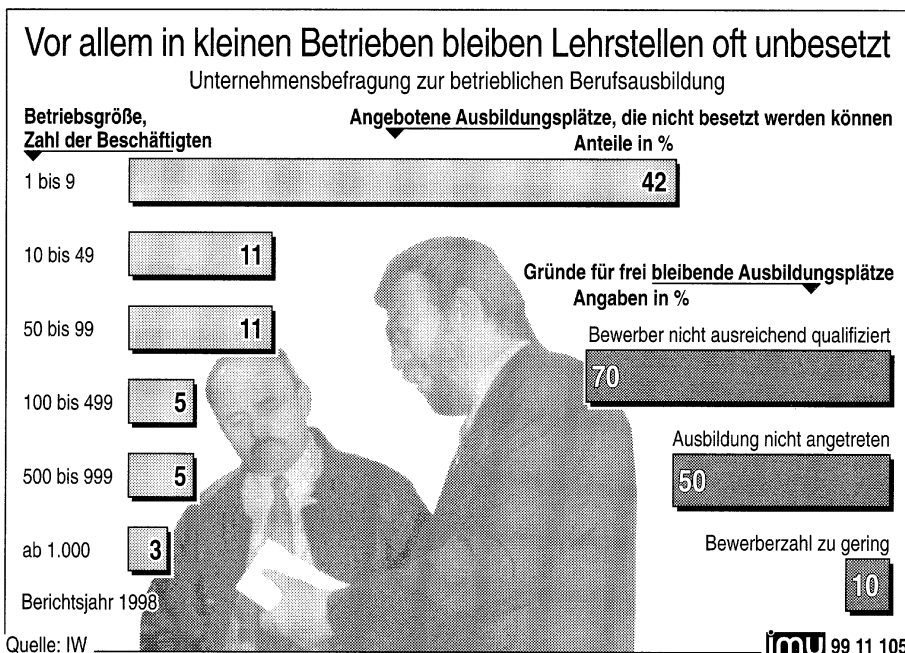 Vor allem in kleinen Betrieben bleiben Lehrstellen oft unbesetzt
Unternehmensbefragung zur betrieblichen Berufsausbildung
Betriebsgröße,
Zahl der Beschäftigten
Angebotene Ausbildungsplätze, die nicht besetzt werden können
Anteile in %
1 bis 9
42
10 bis 49
11
50 bis 99
11
100 bis 499
5
500 bis 999
5
ab 1.000
3
Berichtsjahr 1998
Gründe für frei bleibende Ausbildungsplätze
Angaben in %
Bewerber nicht ausreichend qualifiziert
70
Ausbildung nicht angetreten
50
Bewerberzahl zu gering
10
Quelle: IW
imu 99 11 105